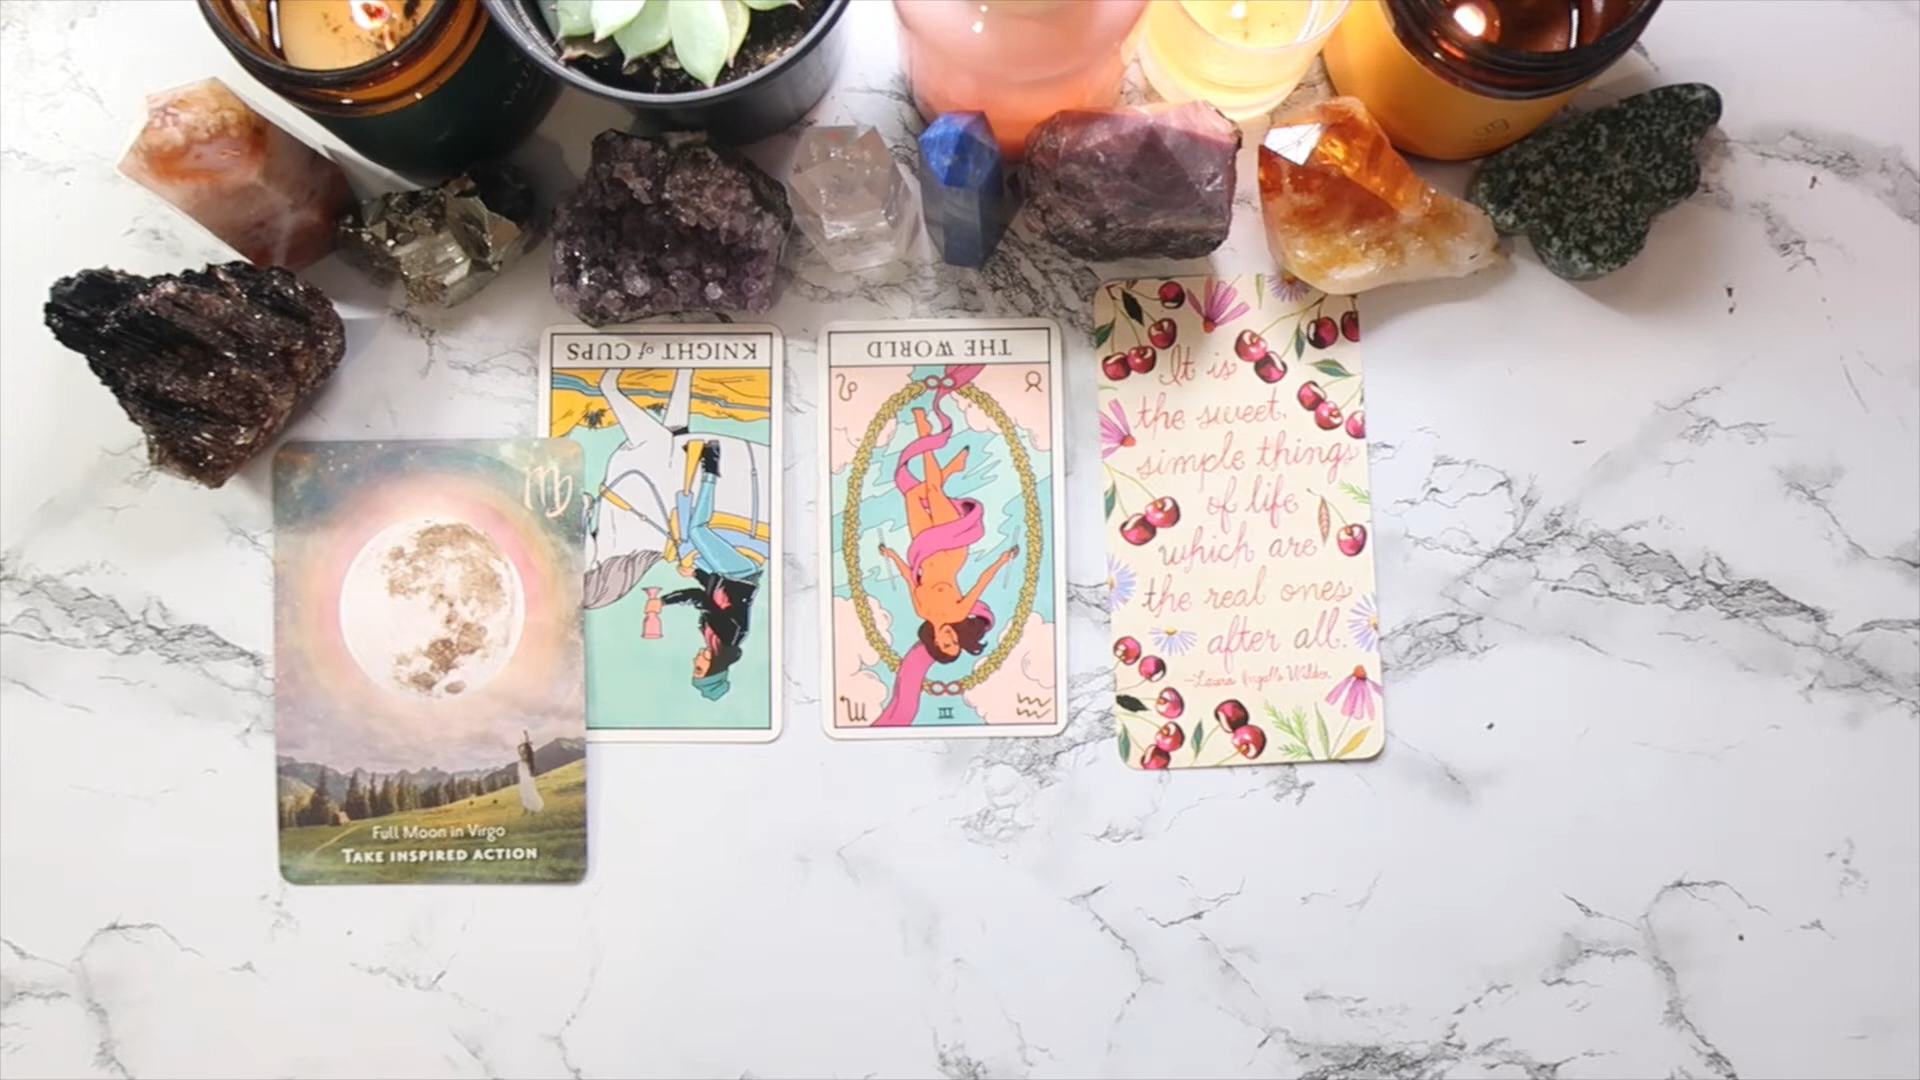 KNIGHT of CUPS
THE WORLD
III
It is
the sweet,
simple things
of life
which are
the real ones
after all.
—Laura Ingalls Wilder
Full Moon in Virgo
TAKE INSPIRED ACTION